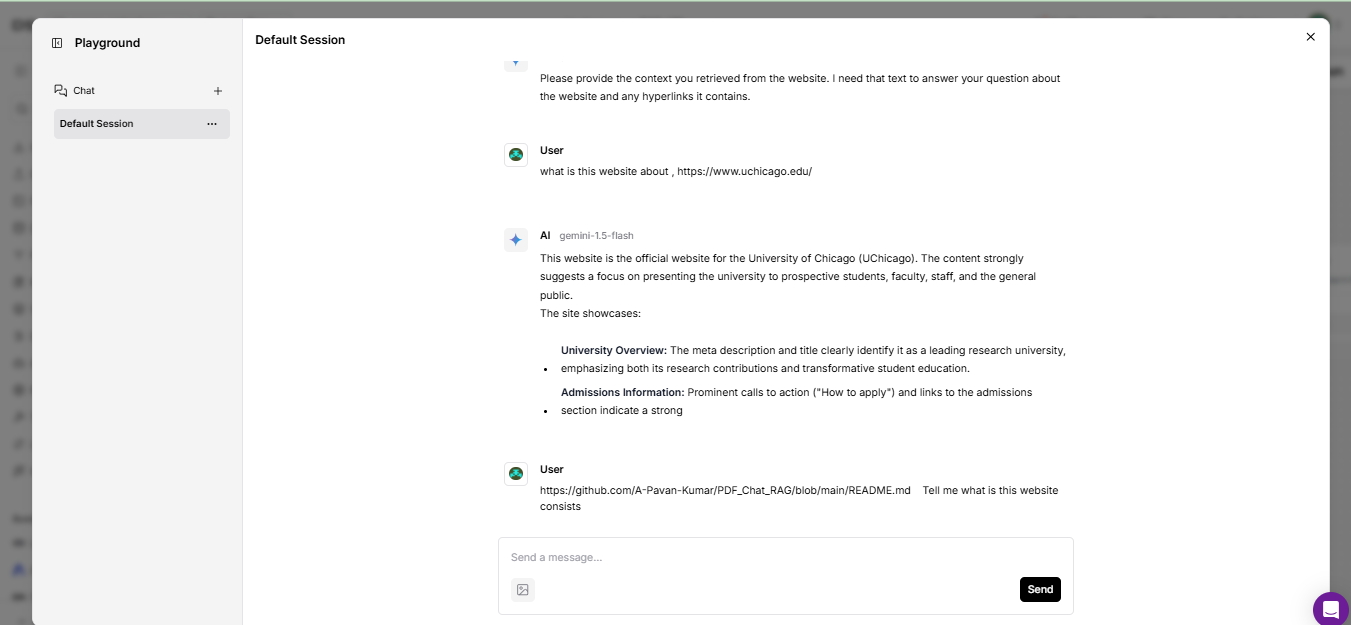 Playground
Default Session
Chat
Default Session
Please provide the context you retrieved from the website. I need that text to answer your question about
the website and any hyperlinks it contains.
User
what is this website about , https://www.uchicago.edu/
AI gemini-1.5-flash
This website is the official website for the University of Chicago (UChicago). The content strongly
suggests a focus on presenting the university to prospective students, faculty, staff, and the general
public.
The site showcases:
University Overview: The meta description and title clearly identify it as a leading research university,
• emphasizing both its research contributions and transformative student education.
Admissions Information: Prominent calls to action ("How to apply") and links to the admissions
• section indicate a strong
User
https://github.com/A-Pavan-Kumar/PDF_Chat_RAG/blob/main/README.md Tell me what is this website
consists
Send a message...
Send